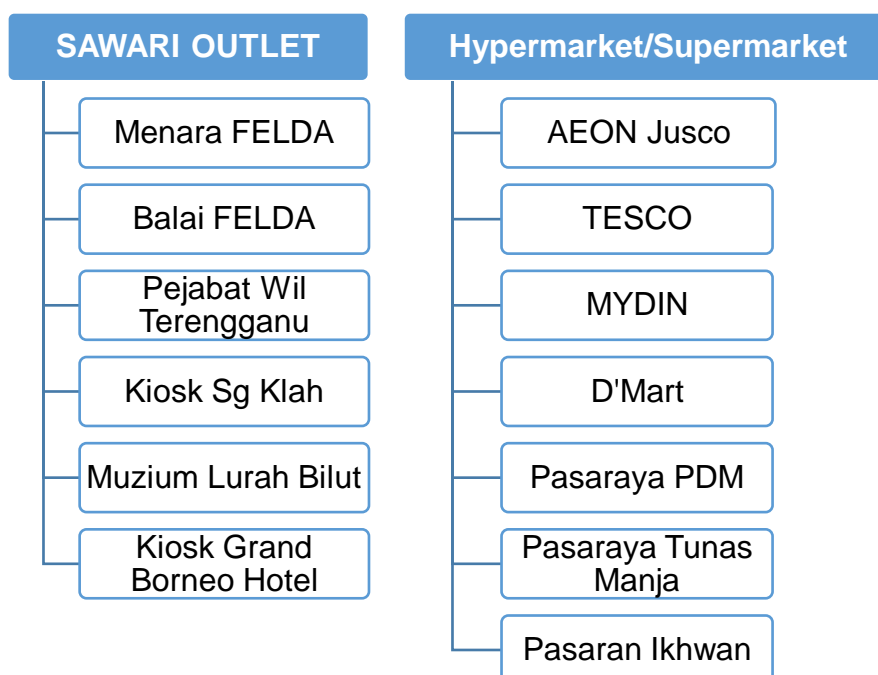 SAWARI OUTLET
Menara FELDA
Balai FELDA
Pejabat Wil
Terengganu
Kiosk Sg Klah
Muzium Lurah Bilut
Kiosk Grand
Borneo Hotel
Hypermarket/Supermarket
AEON Jusco
TESCO
MYDIN
D'Mart
Pasaraya PDM
Pasaraya Tunas
Manja
Pasaran Ikhwan